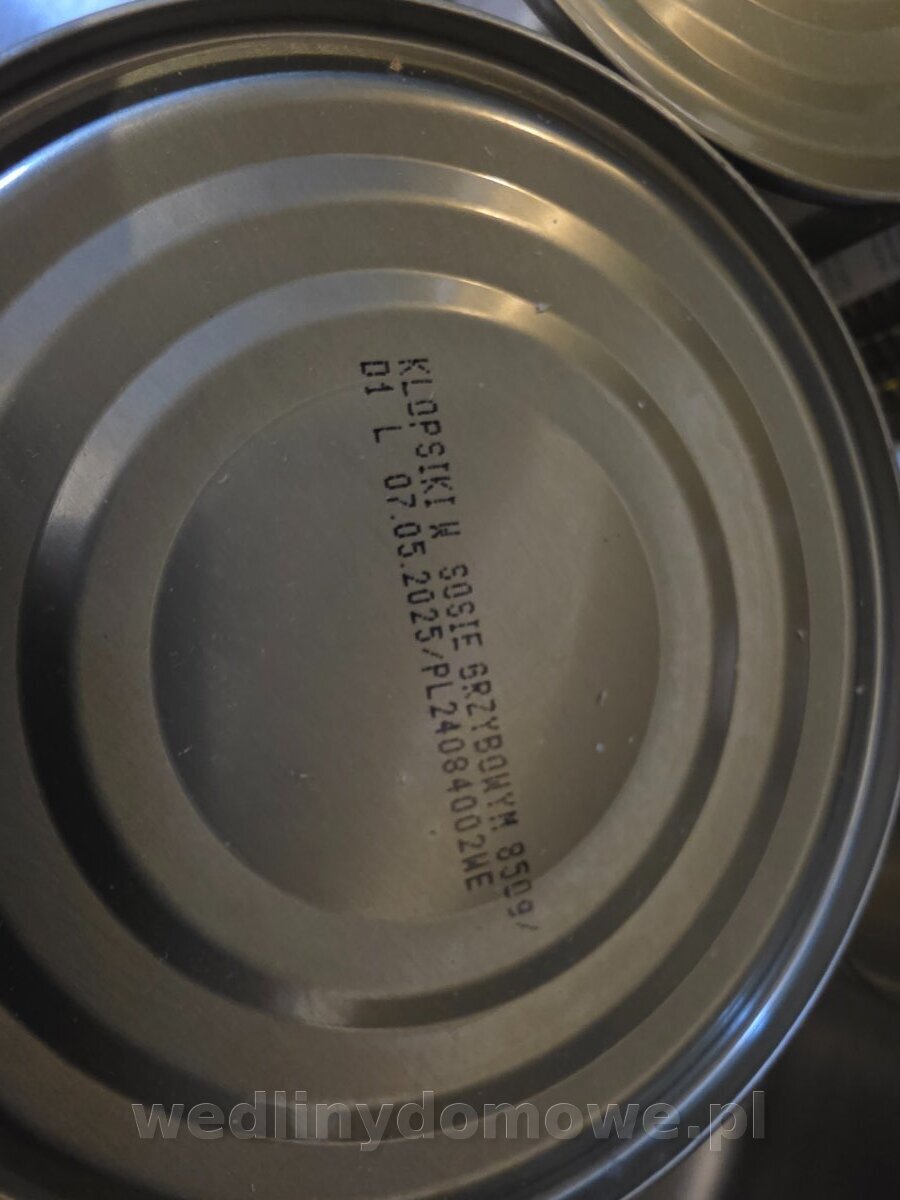 KLOPSIKI W SOSIE GRZYBOWYM 850g/
D1 L 07.05.2025/PL24084002WE
wedlinydomowe.pl